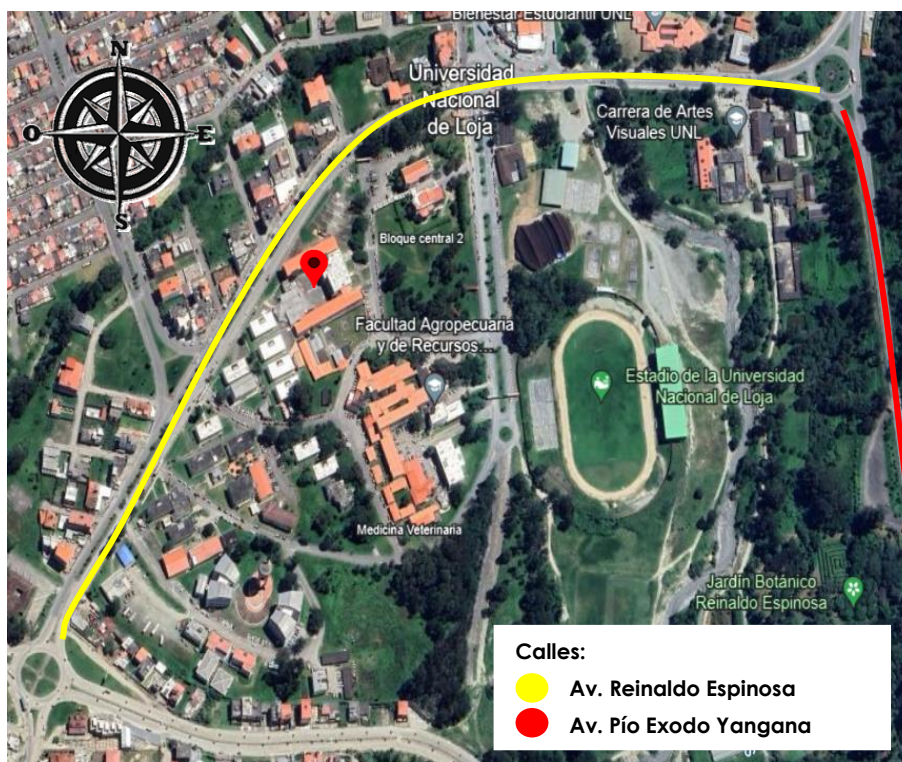 Bienestar Estudiantil UNL
N
O
E
S
Universidad
Nacional
de Loja
Carrera de Artes
Visuales UNL
Bloque central 2
Facultad Agropecuaria
y de Recursos...
Estadio de la Universidad
Nacional de Loja
Medicina Veterinaria
Jardín Botánico
Reinaldo Espinosa
Calles:
Av. Reinaldo Espinosa
Av. Pío Exodo Yangana